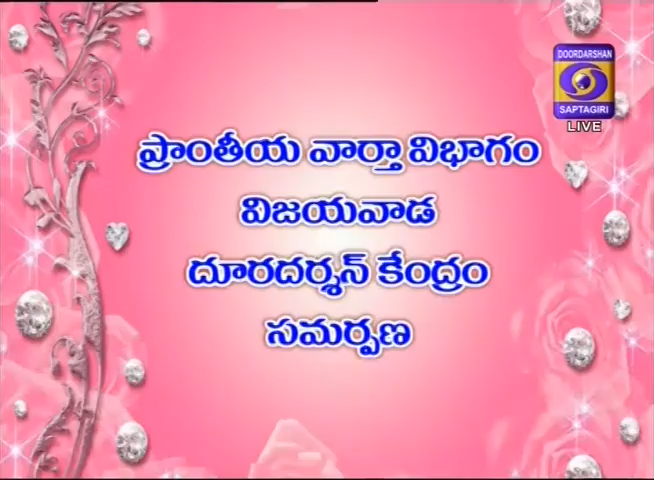 DOORDARSHAN
SAPTAGIRI
LIVE
ప్రాంతీయ వార్తా విభాగం
విజయవాడ
దూరదర్శన్ కేంద్రం
సమర్పణ